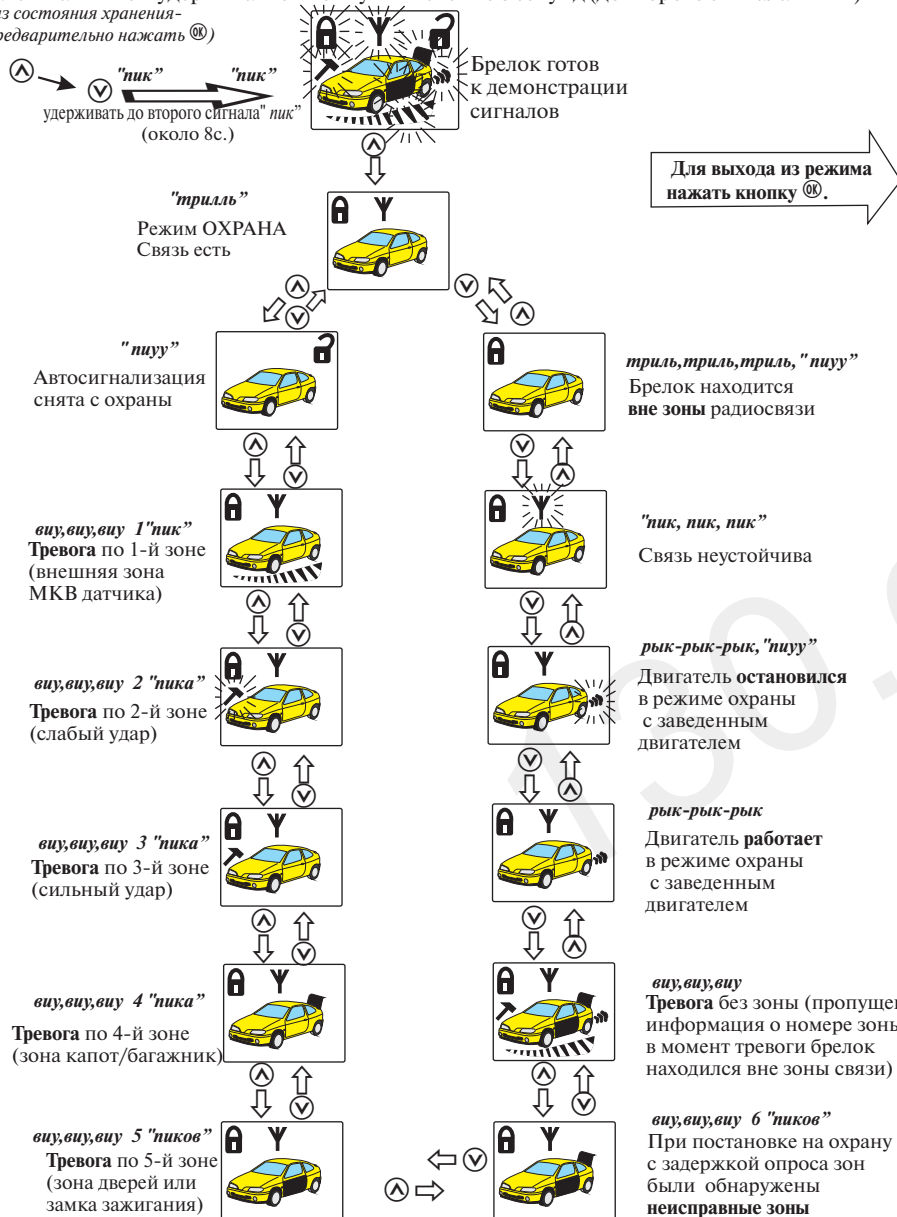 из состояния хранения-
предварительно нажать OK)
"пик" "пик"
удерживать до второго сигнала "пик"
(около 8с.)
Брелок готов
к демонстрации
сигналов
Для выхода из режима
нажать кнопку OK.
"трилль"
Режим ОХРАНА
Связь есть
"пиуу"
Автосигнализация
снята с охраны
триль,триль,триль, "пиуу"
Брелок находится
вне зоны радиосвязи
виу,виу,виу 1"пик"
Тревога по 1-й зоне
(внешняя зона
МКВ датчика)
"пик, пик, пик"
Связь неустойчива
виу,виу,виу 2 "пика"
Тревога по 2-й зоне
(слабый удар)
рык-рык-рык,"пиуу"
Двигатель остановился
в режиме охраны
с заведенным
двигателем
виу,виу,виу 3 "пика"
Тревога по 3-й зоне
(сильный удар)
рык-рык-рык
Двигатель работает
в режиме охраны
с заведенным
двигателем
виу,виу,виу 4 "пика"
Тревога по 4-й зоне
(зона капот/багажник)
виу,виу,виу
Тревога без зоны (пропущен
информация о номере зоны
в момент тревоги брелок
находился вне зоны связи)
виу,виу,виу 5 "пиков"
Тревога по 5-й зоне
(зона дверей или
замка зажигания)
виу,виу,виу 6 "пиков"
При постановке на охрану
с задержкой опроса зон
были обнаружены
неисправные зоны
130.